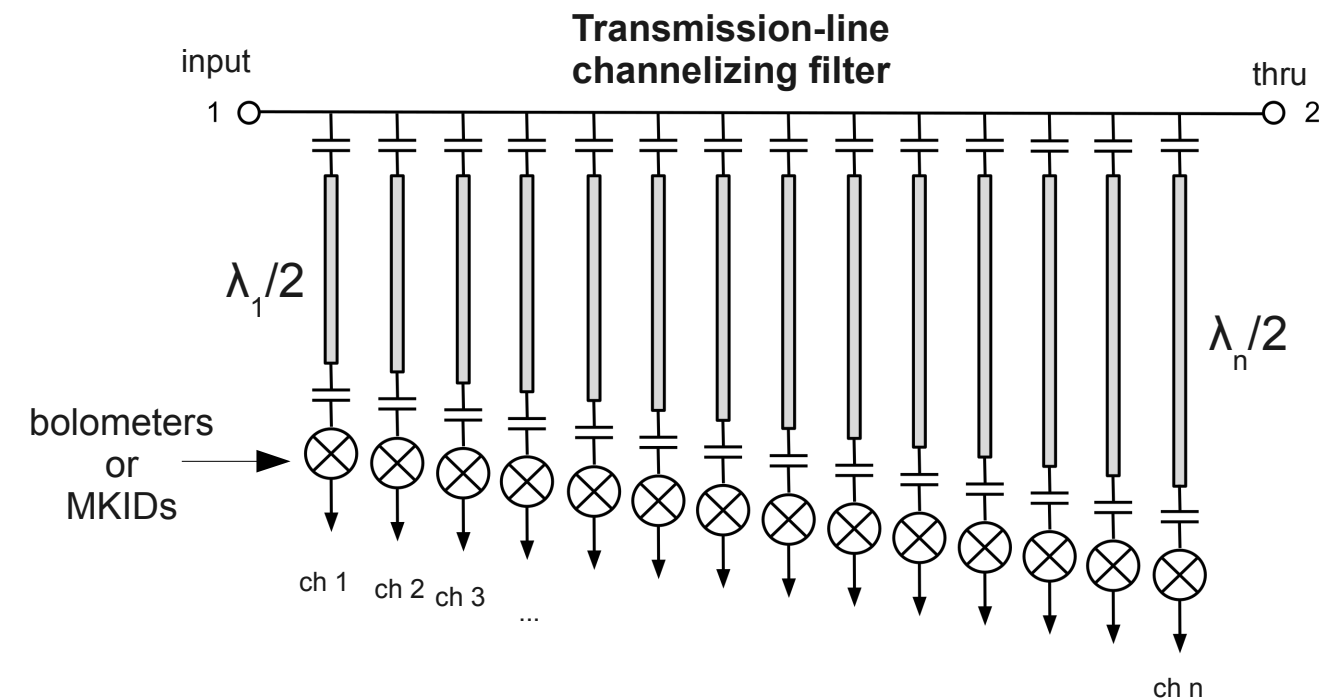 Transmission-line
channelizing filter
input
thru
1
2
λ₁/2
λₙ/2
bolometers
or
MKIDs
ch 1
ch 2
ch 3
...
ch n